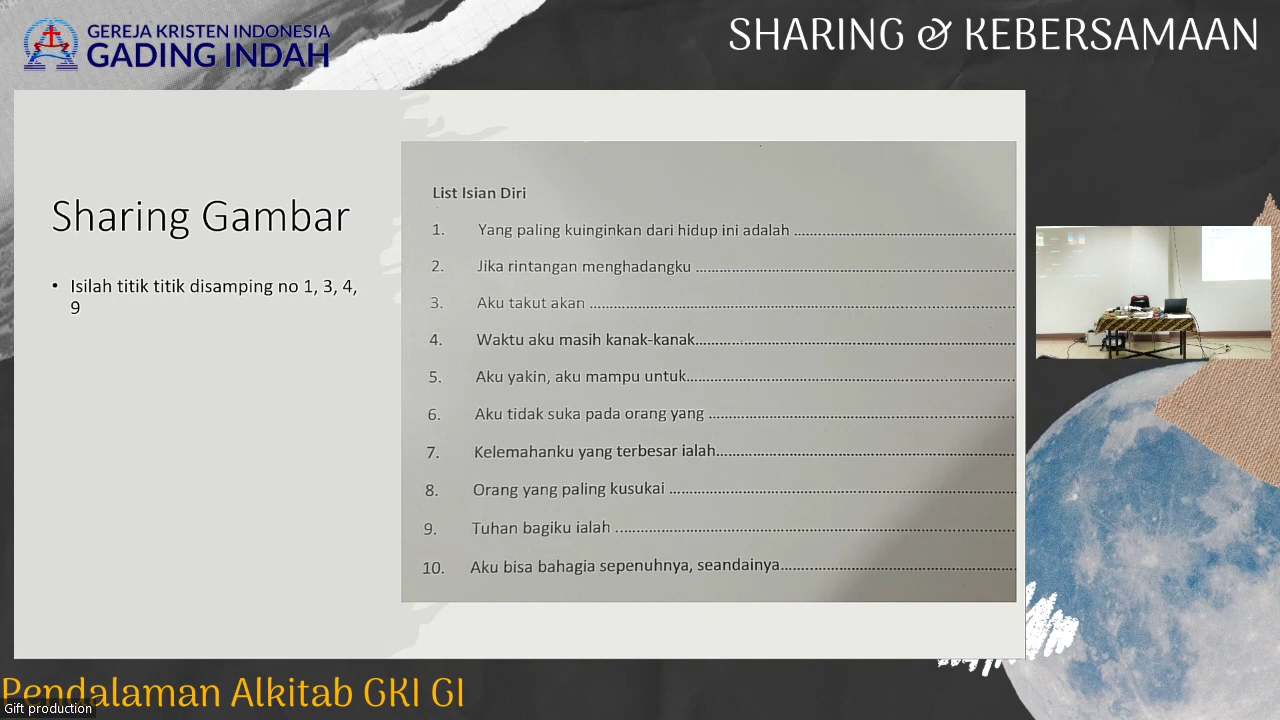 GEREJA KRISTEN INDONESIA
GADING INDAH
SHARING & KEBERSAMAAN
Sharing Gambar
• Isilah titik titik disamping no 1, 3, 4,
9
List Isian Diri
1. Yang paling kuinginkan dari hidup ini adalah ................................................
2. Jika rintangan menghadangku ................................................
3. Aku takut akan ................................................
4. Waktu aku masih kanak-kanak................................................
5. Aku yakin, aku mampu untuk................................................
6. Aku tidak suka pada orang yang ................................................
7. Kelemahanku yang terbesar ialah................................................
8. Orang yang paling kusukai ................................................
9. Tuhan bagiku ialah ................................................
10. Aku bisa bahagia sepenuhnya, seandainya................................................
Pendalaman Alkitab GKI GI
Gift production